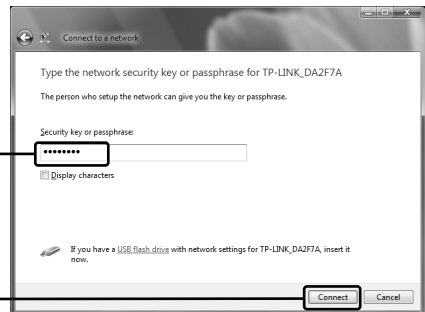 Connect to a network
Type the network security key or passphrase for TP-LINK_DA2F7A
The person who setup the network can give you the key or passphrase.
Security key or passphrase:
••••••••
Display characters
If you have a USB flash drive with network settings for TP-LINK_DA2F7A, insert it
now.
Connect
Cancel